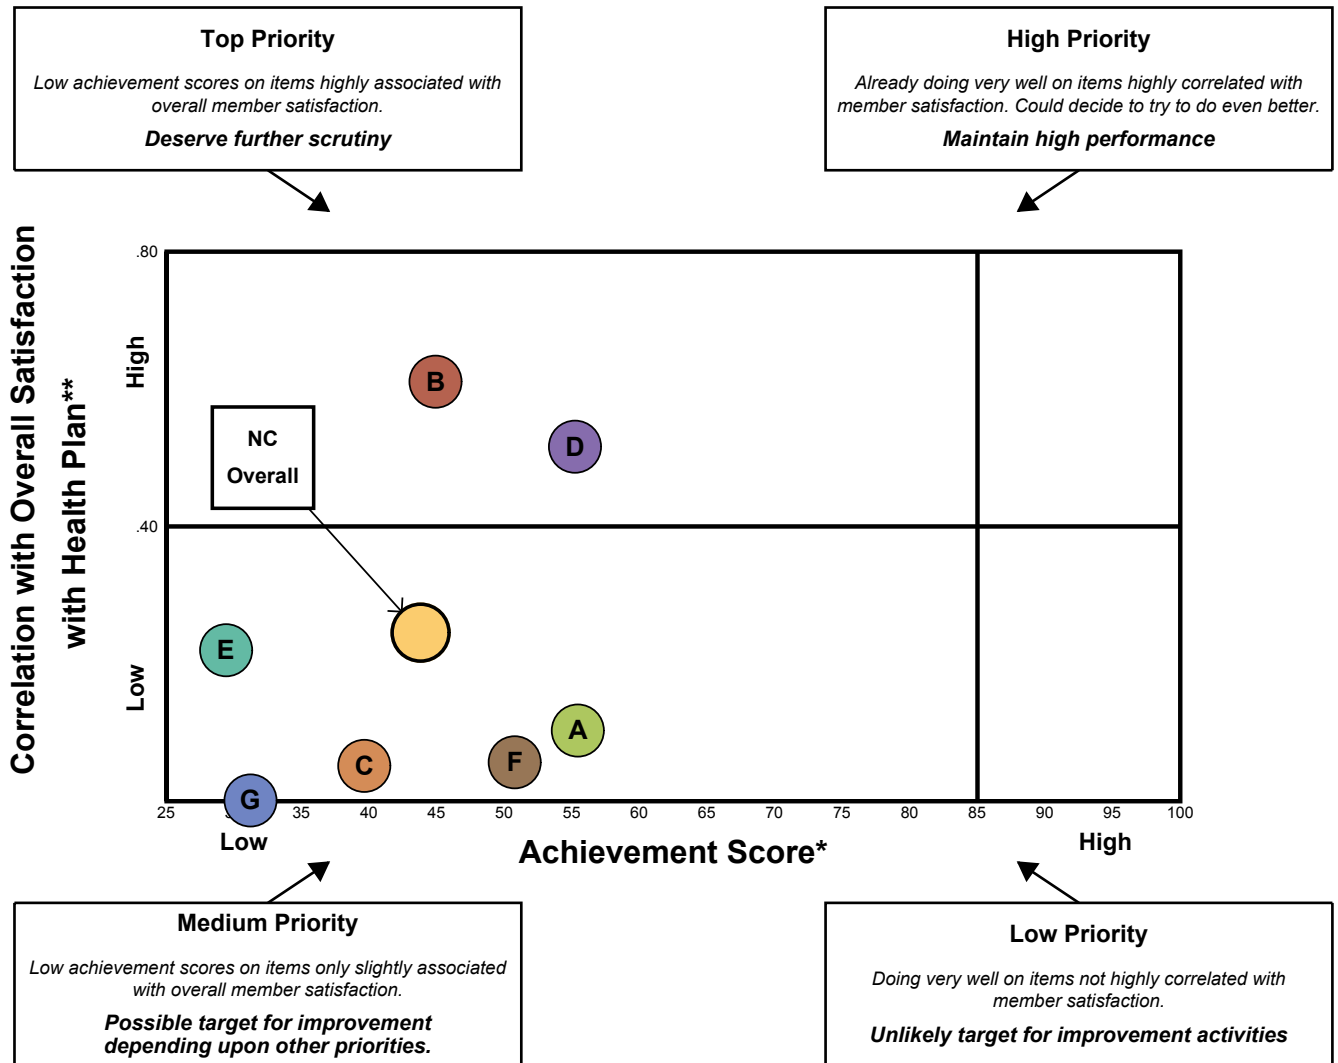 Top Priority
Low achievement scores on items highly associated with
overall member satisfaction.
Deserve further scrutiny
High Priority
Already doing very well on items highly correlated with
member satisfaction. Could decide to try to do even better.
Maintain high performance
Correlation with Overall Satisfaction
with Health Plan**
.80
High
.40
Low
B
D
NC
Overall
E
A
F
C
G
25
35
40
45
50
55
60
65
70
75
80
85
90
95
100
Low
Achievement Score*
High
Medium Priority
Low achievement scores on items only slightly associated
with overall member satisfaction.
Possible target for improvement
depending upon other priorities.
Low Priority
Doing very well on items not highly correlated with
member satisfaction.
Unlikely target for improvement activities